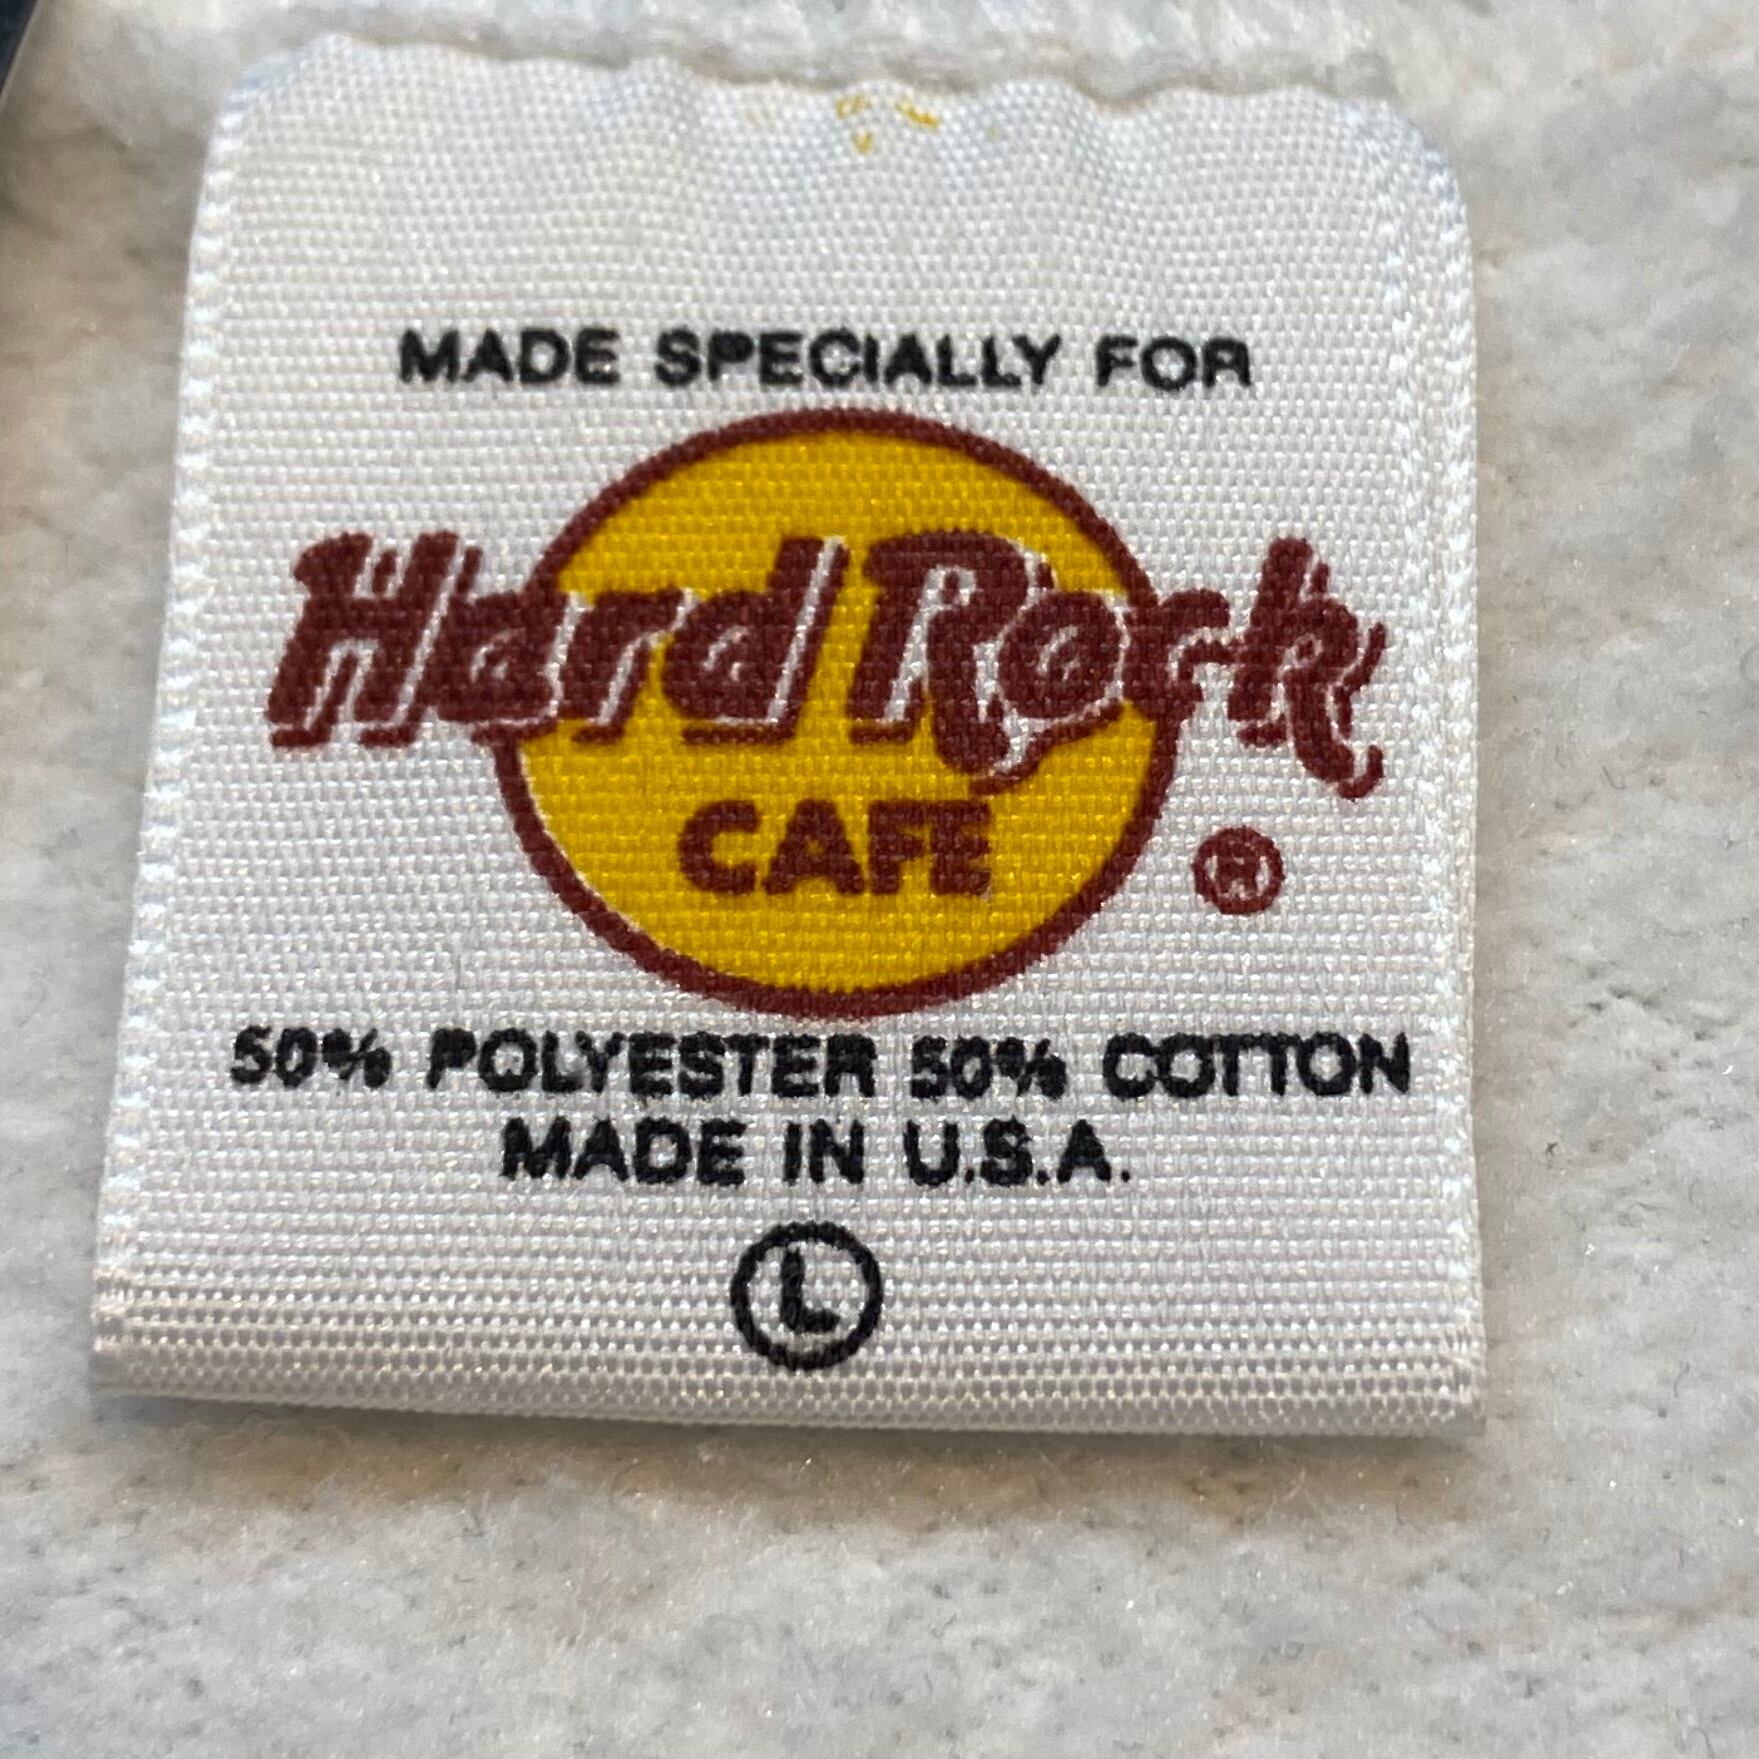 MADE SPECIALLY FOR
Hard Rock
CAFE
®
50% POLYESTER 50% COTTON
MADE IN U.S.A.
L